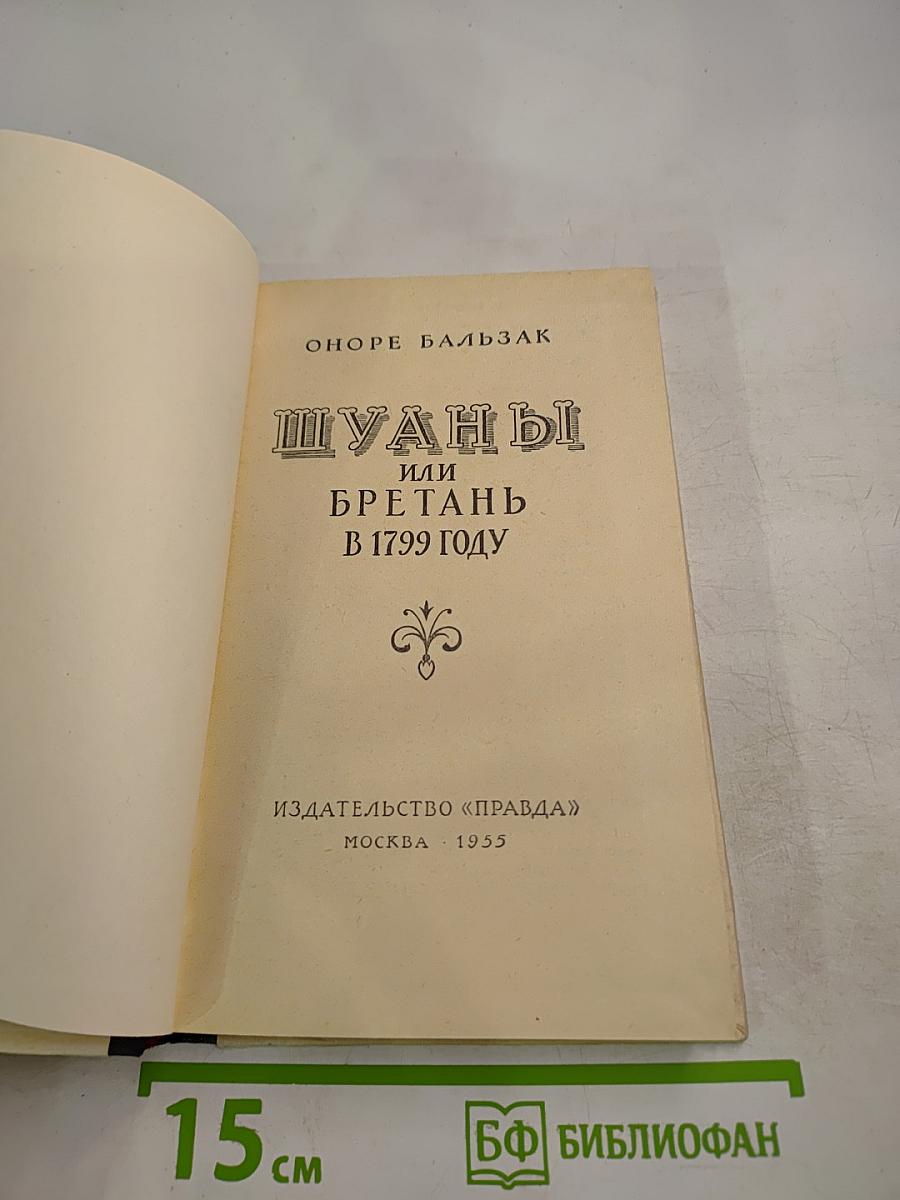 ОНОРЕ БАЛЬЗАК
ШУАНЫ
ИЛИ
БРЕТАНЬ
В 1799 ГОДУ
ИЗДАТЕЛЬСТВО «ПРАВДА»
МОСКВА · 1955
15 см
БФ БИБЛИОФАН